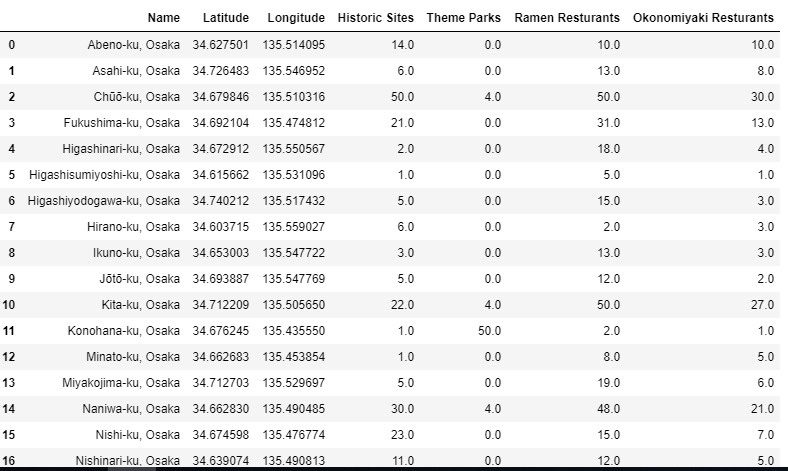 Name Latitude Longitude Historic Sites Theme Parks Ramen Resturants Okonomiyaki Resturants
0 Abeno-ku, Osaka 34.627501 135.514095 14.0 0.0 10.0 10.0
1 Asahi-ku, Osaka 34.726483 135.546952 6.0 0.0 13.0 8.0
2 Chūō-ku, Osaka 34.679846 135.510316 50.0 4.0 50.0 30.0
3 Fukushima-ku, Osaka 34.692104 135.474812 21.0 0.0 31.0 13.0
4 Higashinari-ku, Osaka 34.672912 135.550567 2.0 0.0 18.0 4.0
5 Higashisumiyoshi-ku, Osaka 34.615662 135.531096 1.0 0.0 5.0 1.0
6 Higashiyodogawa-ku, Osaka 34.740212 135.517432 5.0 0.0 15.0 3.0
7 Hirano-ku, Osaka 34.603715 135.559027 6.0 0.0 2.0 3.0
8 Ikuno-ku, Osaka 34.653003 135.547722 3.0 0.0 13.0 3.0
9 Jōtō-ku, Osaka 34.693887 135.547769 5.0 0.0 12.0 2.0
10 Kita-ku, Osaka 34.712209 135.505650 22.0 4.0 50.0 27.0
11 Konohana-ku, Osaka 34.676245 135.435550 1.0 50.0 2.0 1.0
12 Minato-ku, Osaka 34.662683 135.453854 1.0 0.0 8.0 5.0
13 Miyakojima-ku, Osaka 34.712703 135.529697 5.0 0.0 19.0 6.0
14 Naniwa-ku, Osaka 34.662830 135.490485 30.0 4.0 48.0 21.0
15 Nishi-ku, Osaka 34.674598 135.476774 23.0 0.0 15.0 7.0
16 Nishinari-ku, Osaka 34.639074 135.490813 11.0 0.0 12.0 5.0